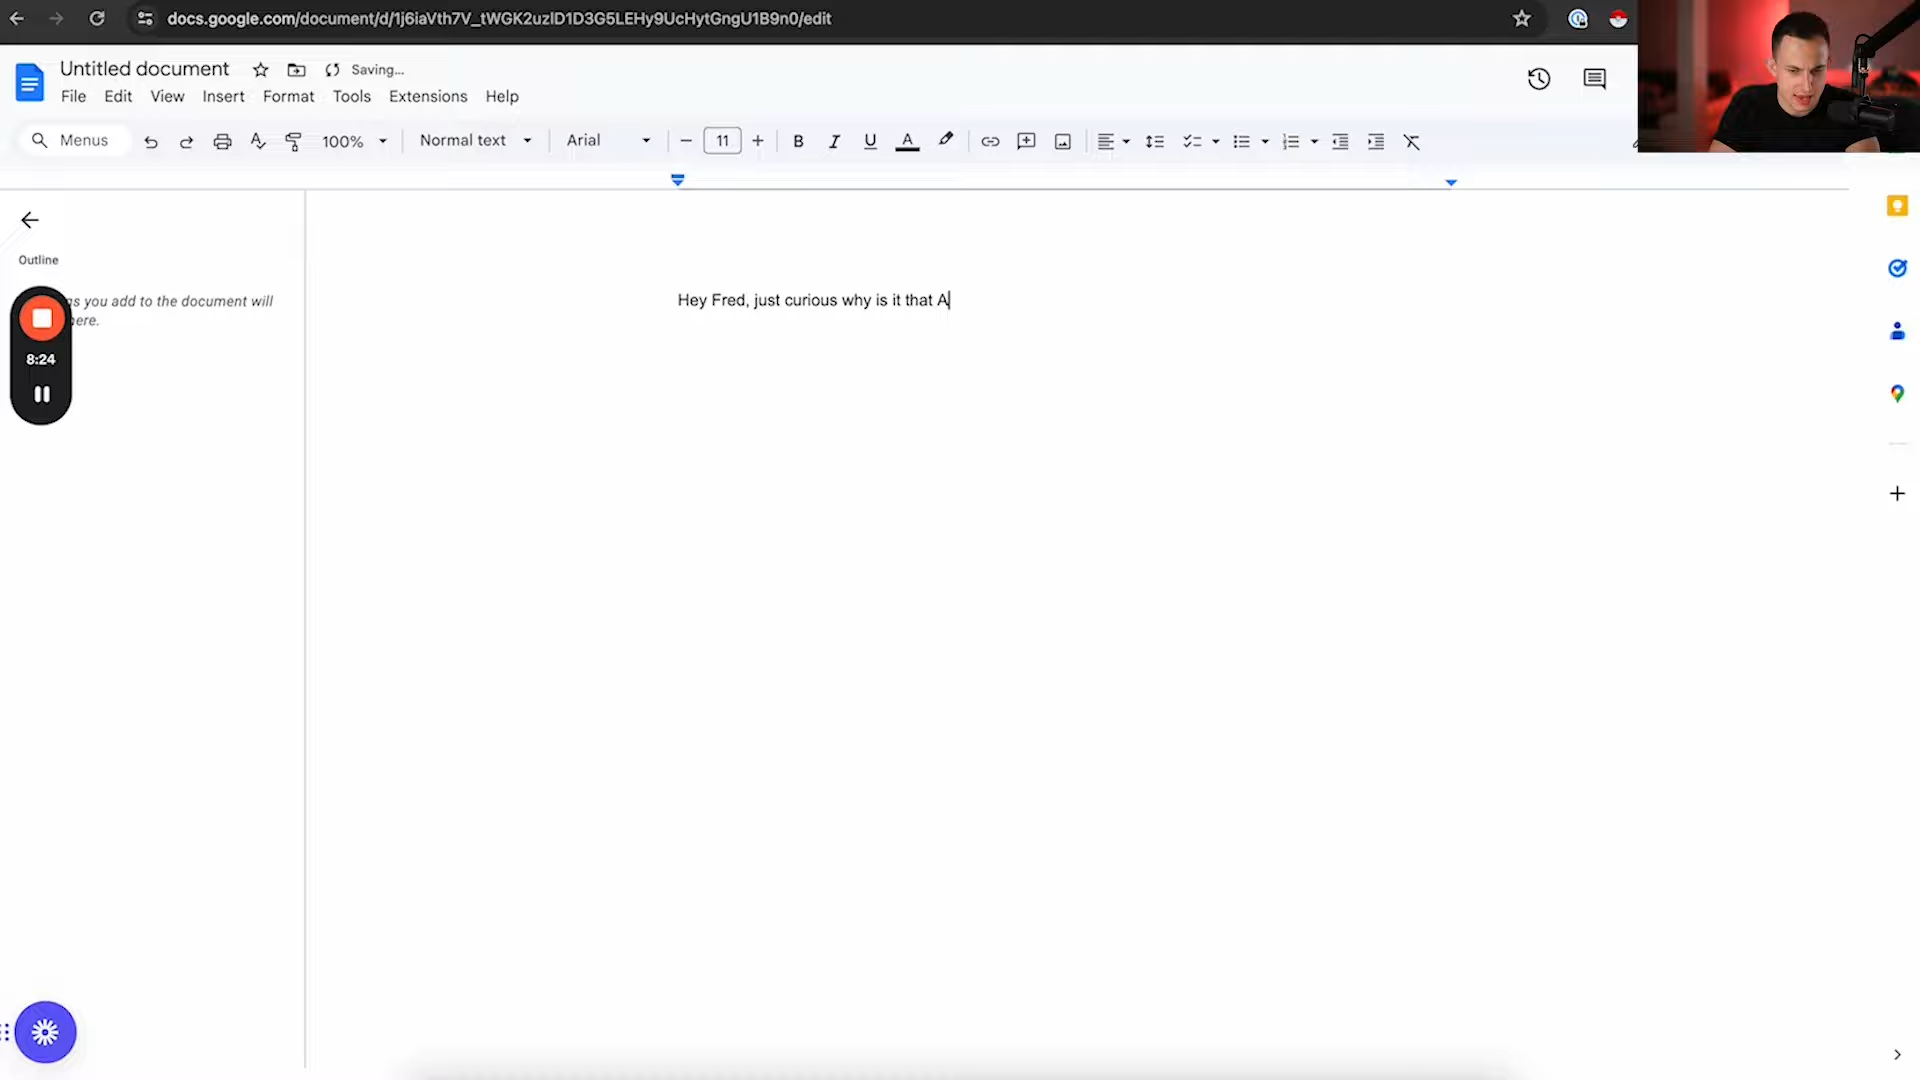 docs.google.com/document/d/1j6iaVth7V_tWGK2uzlD1D3G5LEHy9UcHytGngU1B9n0/edit
Untitled document
Saving...
File Edit View Insert Format Tools Extensions Help
Menus
100%
Normal text
Arial
11
Outline
gs you add to the document will
here.
8:24
Hey Fred, just curious why is it that A